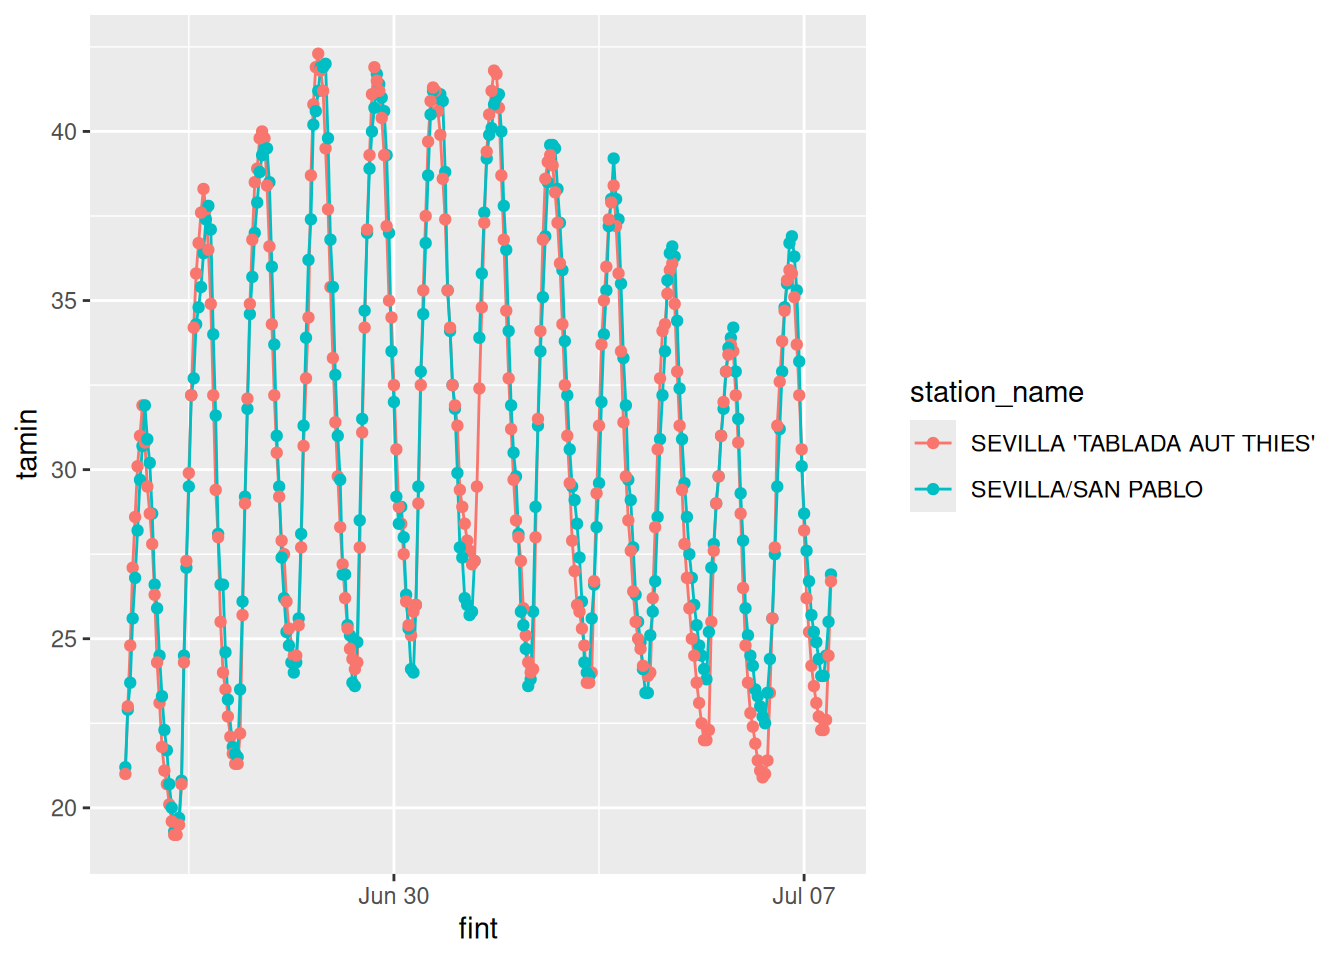 tamin
40
35
30
25
20
Jun 30
Jul 07
fint
station_name
SEVILLA 'TABLADA AUT THIES'
SEVILLA/SAN PABLO